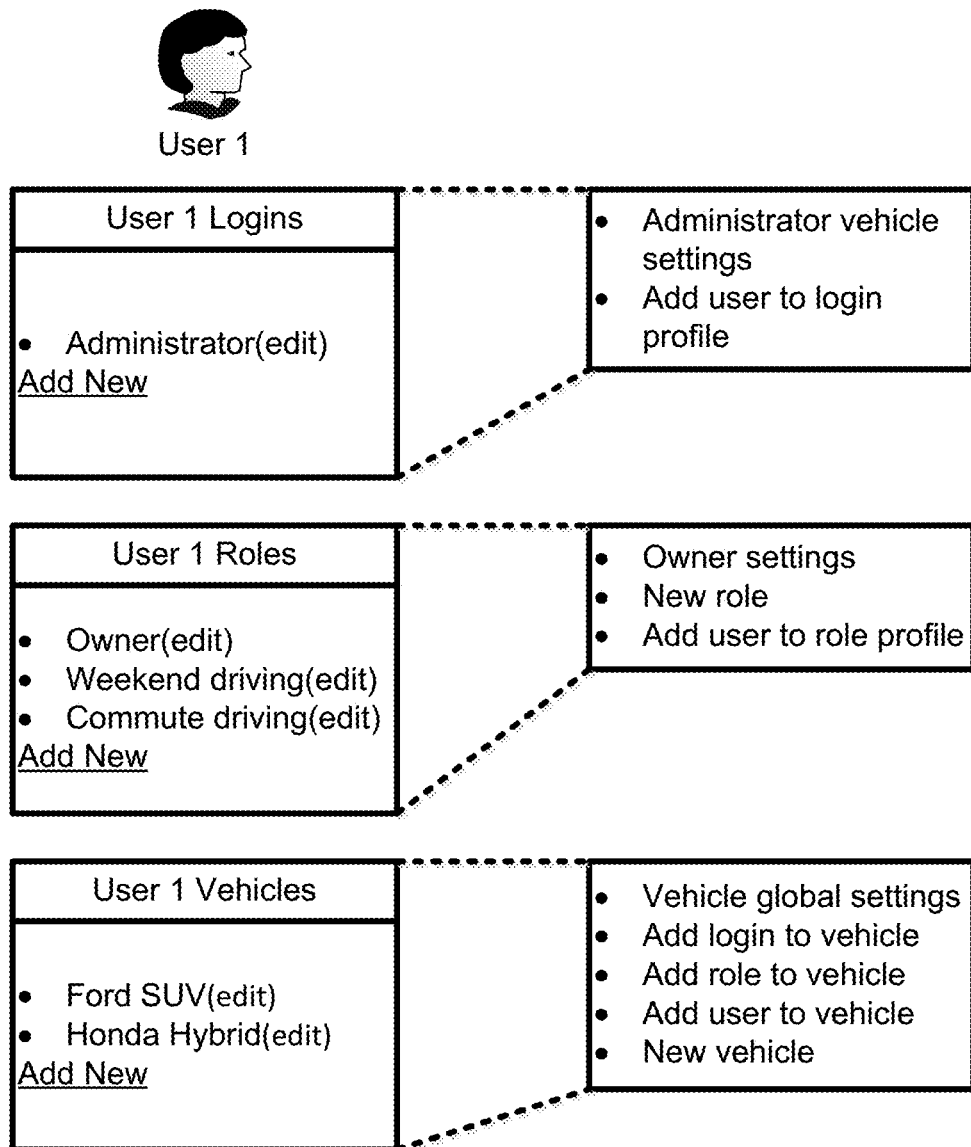 User 1
User 1 Logins
• Administrator(edit)
Add New
• Administrator vehicle
settings
• Add user to login
profile
User 1 Roles
• Owner(edit)
• Weekend driving(edit)
• Commute driving(edit)
Add New
• Owner settings
• New role
• Add user to role profile
User 1 Vehicles
• Ford SUV(edit)
• Honda Hybrid(edit)
Add New
• Vehicle global settings
• Add login to vehicle
• Add role to vehicle
• Add user to vehicle
• New vehicle